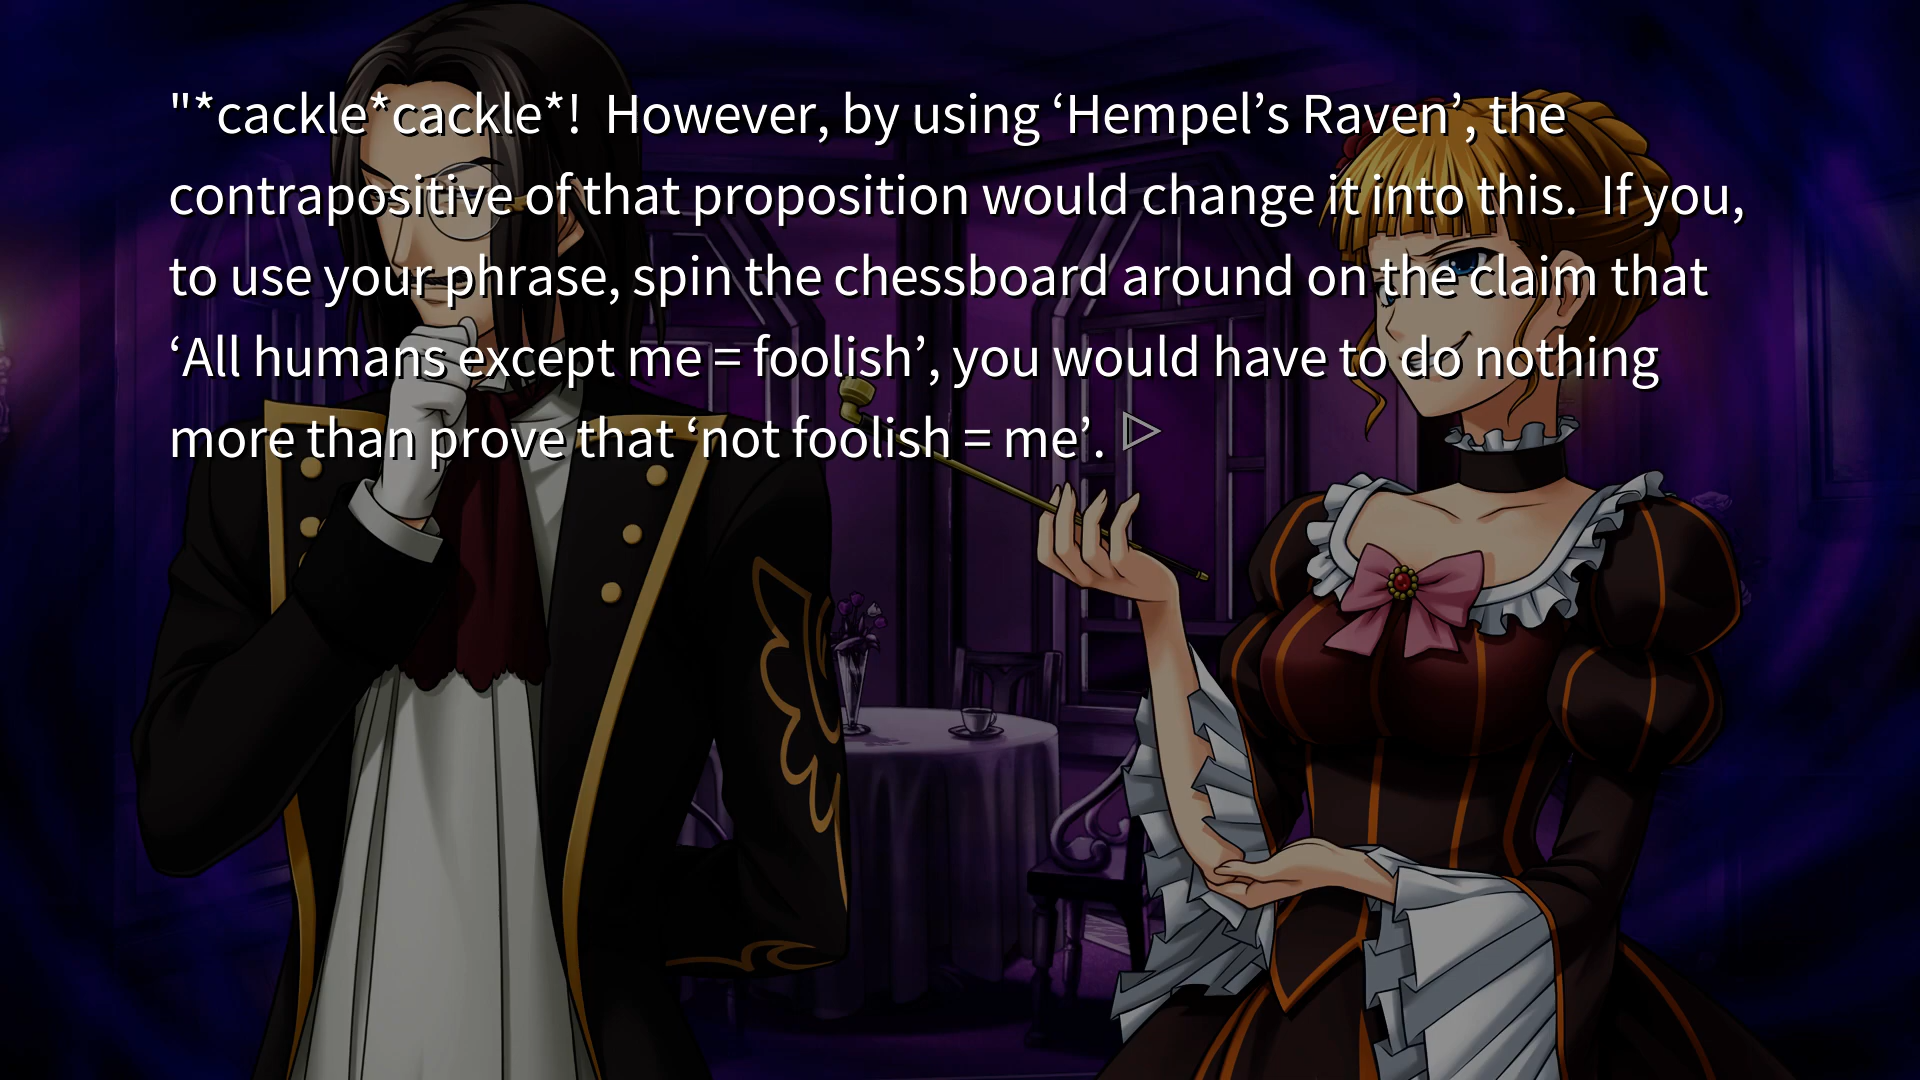 "*cackle*cackle*!  However, by using ‘Hempel’s Raven’, the
contrapositive of that proposition would change it into this.  If you,
to use your phrase, spin the chessboard around on the claim that
‘All humans except me = foolish’, you would have to do nothing
more than prove that ‘not foolish = me’.